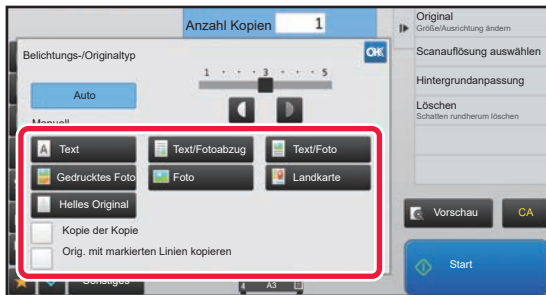 Anzahl Kopien 1
Belichtungs-/Originaltyp
OK
1 · · · 3 · · · 5
Auto
Manuell
Text
Text/Fotoabzug
Text/Foto
Gedrucktes Foto
Foto
Landkarte
Helles Original
Kopie der Kopie
Orig. mit markierten Linien kopieren
Sonstiges
A3
Original
Größe/Ausrichtung ändern
Scanauflösung auswählen
Hintergrundanpassung
Löschen
Schatten rundherum löschen
Vorschau
CA
Start